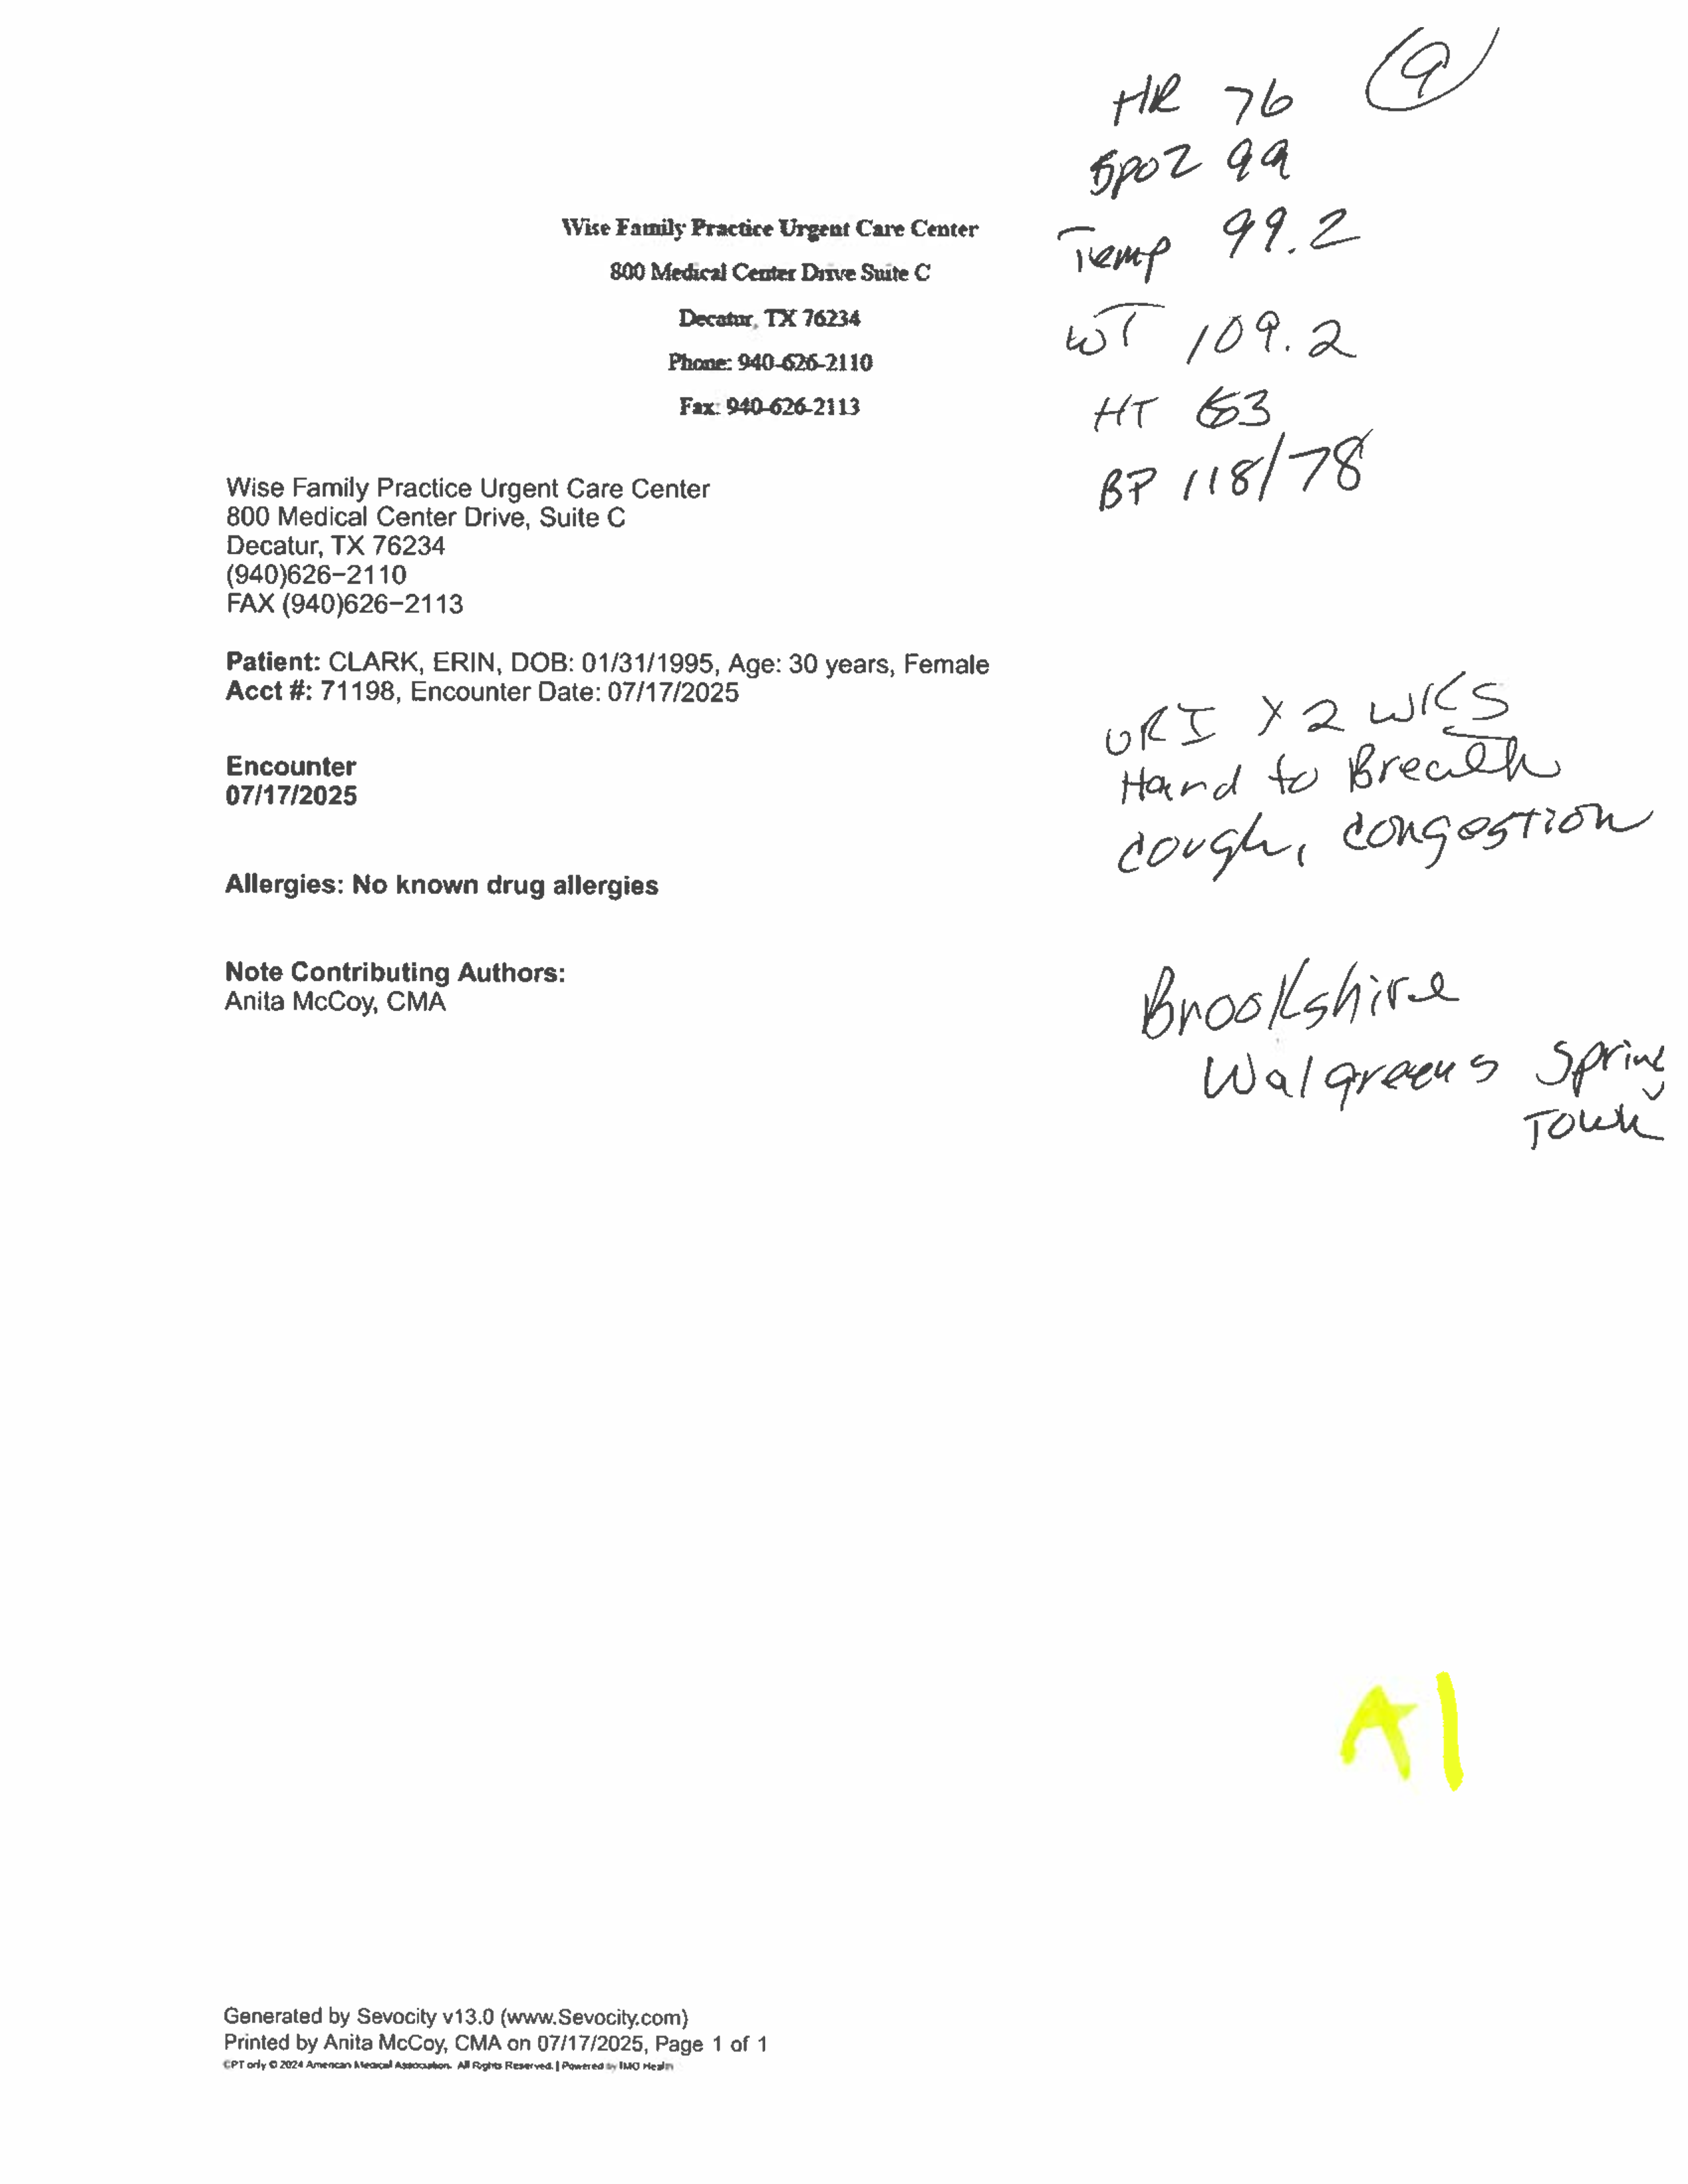 9
HR 76
Spo2 99
Temp 99.2
WT 109.2
HT 63
BP 118/78
Wise Family Practice Urgent Care Center
800 Medical Center Drive Suite C
Decatur, TX 76234
Phone: 940-626-2110
Fax: 940-626-2113
Wise Family Practice Urgent Care Center
800 Medical Center Drive, Suite C
Decatur, TX 76234
(940)626-2110
FAX (940)626-2113
Patient: CLARK, ERIN, DOB: 01/31/1995, Age: 30 years, Female
Acct #: 71198, Encounter Date: 07/17/2025
URI x 2 WKS
Hard to Breath
cough, congestion
Encounter
07/17/2025
Allergies: No known drug allergies
Note Contributing Authors:
Anita McCoy, CMA
Brookshire
Walgreens Spring
Town
A1
Generated by Sevocity v13.0 (www.Sevocity.com)
Printed by Anita McCoy, CMA on 07/17/2025, Page 1 of 1
CPT only © 2024 American Medical Association. All Rights Reserved. | Powered by IMO Health